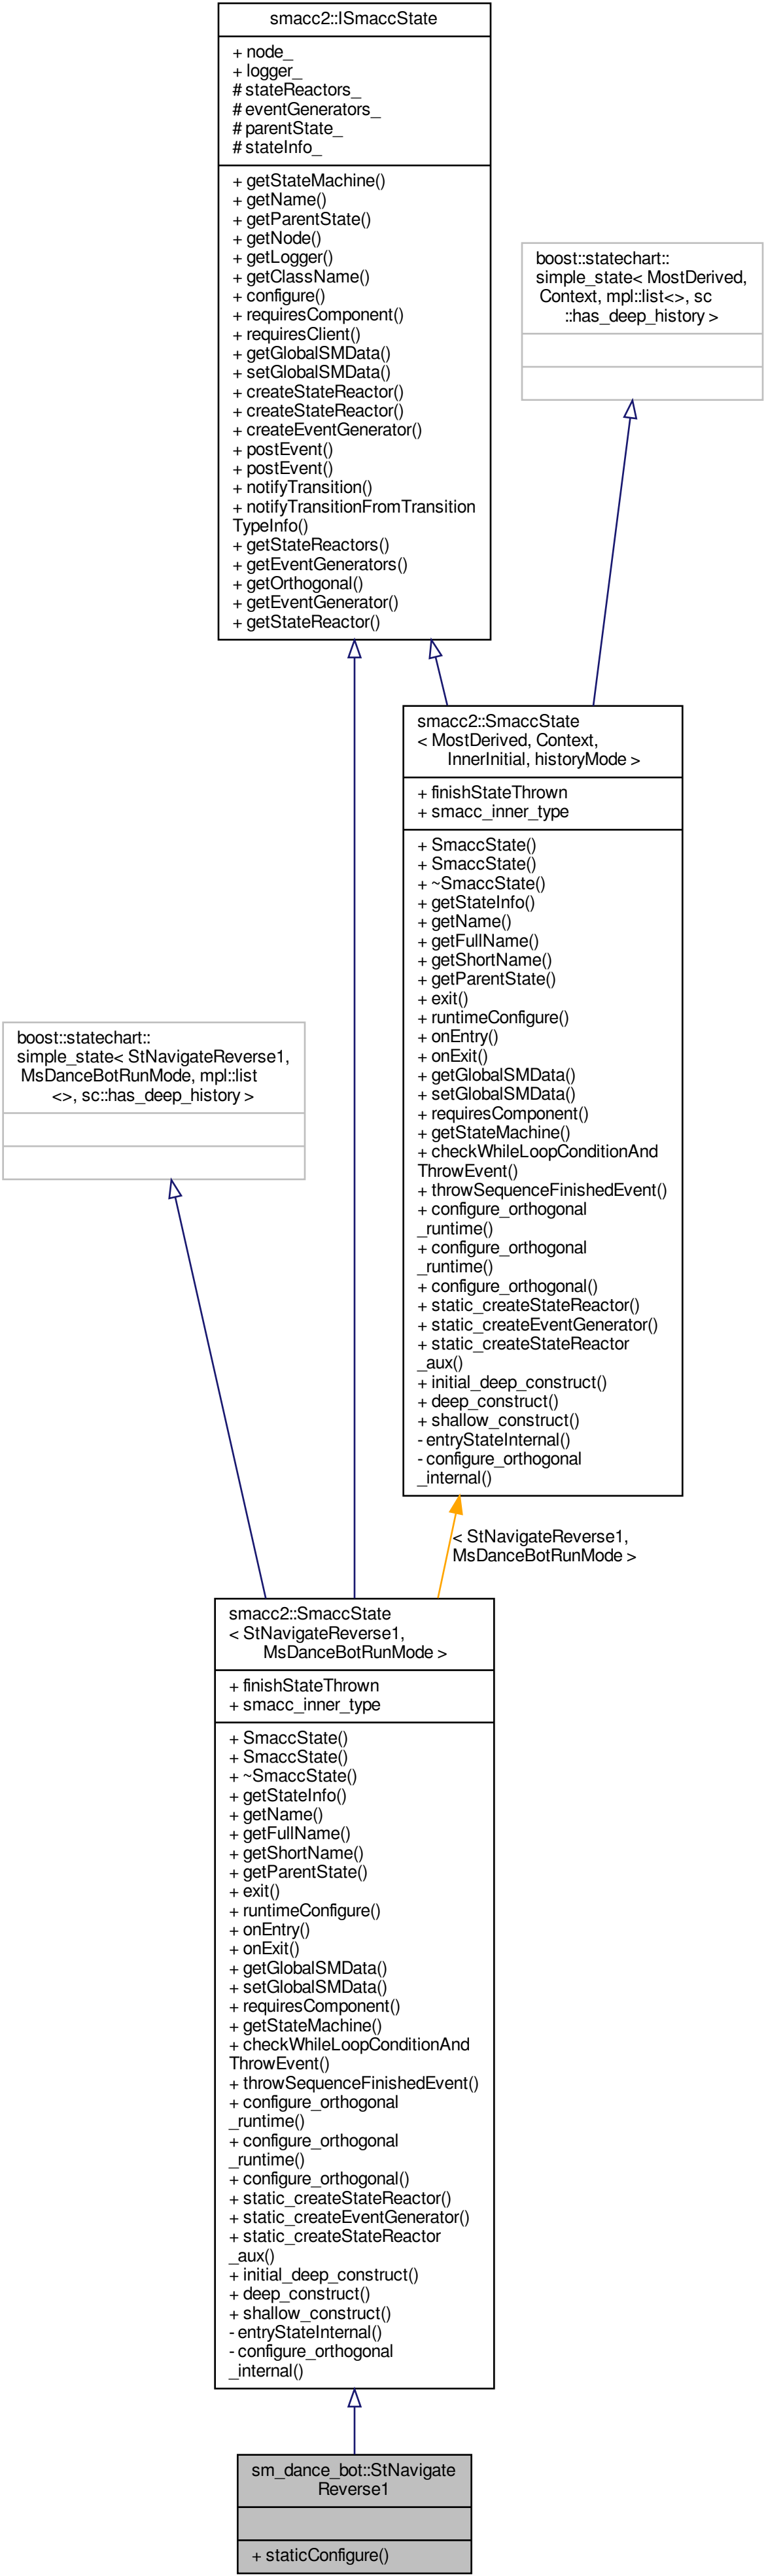 smacc2::ISmaccState
+ node_
+ logger_
# stateReactors_
# eventGenerators_
# parentState_
# stateInfo_
+ getStateMachine()
+ getName()
+ getParentState()
+ getNode()
+ getLogger()
+ getClassName()
+ configure()
+ requiresComponent()
+ requiresClient()
+ getGlobalSMData()
+ setGlobalSMData()
+ createStateReactor()
+ createStateReactor()
+ createEventGenerator()
+ postEvent()
+ postEvent()
+ notifyTransition()
+ notifyTransitionFromTransition
TypeInfo()
+ getStateReactors()
+ getEventGenerators()
+ getOrthogonal()
+ getEventGenerator()
+ getStateReactor()
boost::statechart::
simple_state< MostDerived,
Context, mpl::list<>, sc
::has_deep_history >
smacc2::SmaccState
< MostDerived, Context,
InnerInitial, historyMode >
+ finishStateThrown
+ smacc_inner_type
+ SmaccState()
+ SmaccState()
+ ~SmaccState()
+ getStateInfo()
+ getName()
+ getFullName()
+ getShortName()
+ getParentState()
+ exit()
+ runtimeConfigure()
+ onEntry()
+ onExit()
+ getGlobalSMData()
+ setGlobalSMData()
+ requiresComponent()
+ getStateMachine()
+ checkWhileLoopConditionAnd
ThrowEvent()
+ throwSequenceFinishedEvent()
+ configure_orthogonal
_runtime()
+ configure_orthogonal
_runtime()
+ configure_orthogonal()
+ static_createStateReactor()
+ static_createEventGenerator()
+ static_createStateReactor
_aux()
+ initial_deep_construct()
+ deep_construct()
+ shallow_construct()
- entryStateInternal()
- configure_orthogonal
_internal()
boost::statechart::
simple_state< StNavigateReverse1,
MsDanceBotRunMode, mpl::list
<>, sc::has_deep_history >
< StNavigateReverse1,
MsDanceBotRunMode >
smacc2::SmaccState
< StNavigateReverse1,
MsDanceBotRunMode >
+ finishStateThrown
+ smacc_inner_type
+ SmaccState()
+ SmaccState()
+ ~SmaccState()
+ getStateInfo()
+ getName()
+ getFullName()
+ getShortName()
+ getParentState()
+ exit()
+ runtimeConfigure()
+ onEntry()
+ onExit()
+ getGlobalSMData()
+ setGlobalSMData()
+ requiresComponent()
+ getStateMachine()
+ checkWhileLoopConditionAnd
ThrowEvent()
+ throwSequenceFinishedEvent()
+ configure_orthogonal
_runtime()
+ configure_orthogonal
_runtime()
+ configure_orthogonal()
+ static_createStateReactor()
+ static_createEventGenerator()
+ static_createStateReactor
_aux()
+ initial_deep_construct()
+ deep_construct()
+ shallow_construct()
- entryStateInternal()
- configure_orthogonal
_internal()
sm_dance_bot::StNavigate
Reverse1
+ staticConfigure()